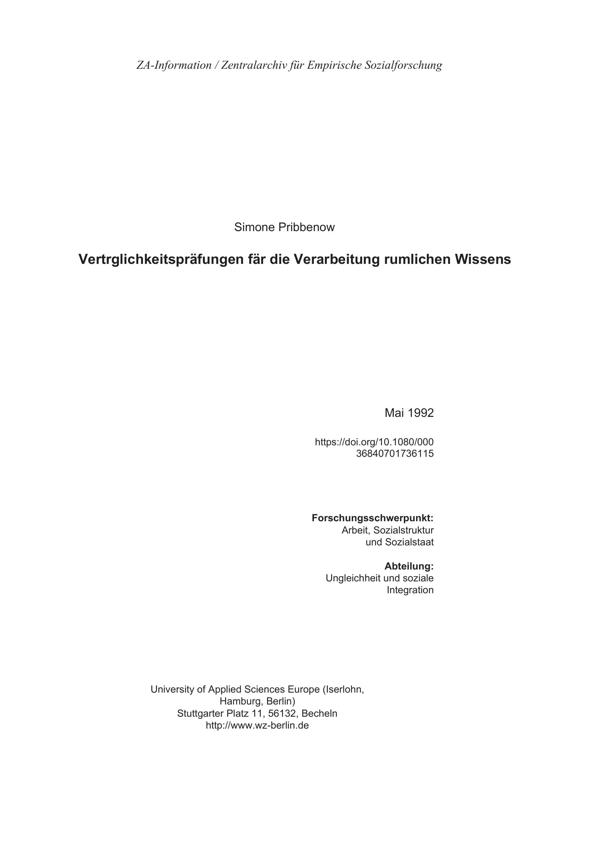 ZA-Information / Zentralarchiv für Empirische Sozialforschung
Simone Pribbenow
Vertrglichkeitspräfungen fär die Verarbeitung rumlichen Wissens
Mai 1992
https://doi.org/10.1080/000
36840701736115
Forschungsschwerpunkt:
Arbeit, Sozialstruktur
und Sozialstaat
Abteilung:
Ungleichheit und soziale
Integration
University of Applied Sciences Europe (Iserlohn,
Hamburg, Berlin)
Stuttgarter Platz 11, 56132, Becheln
http://www.wz-berlin.de